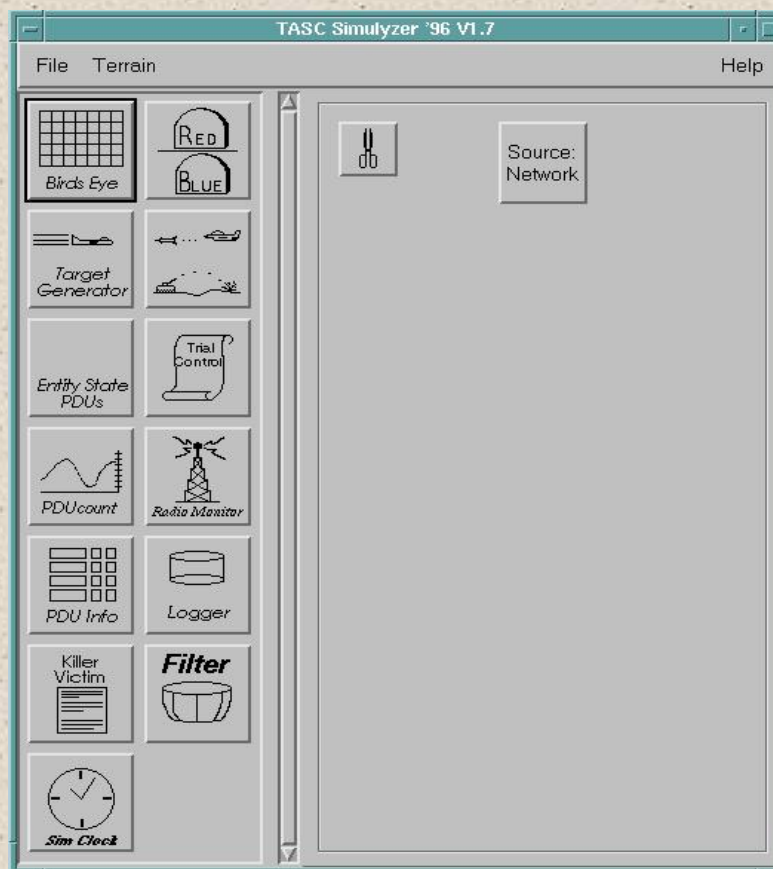 TASC Simulyzer '96 V1.7
File Terrain Help
Birds Eye
RED
BLUE
Target
Generator
Entity State
PDUs
Trial
Control
PDUcount
Radio Monitor
PDU Info
Logger
Killer
Victim
Filter
Sim Clock
Source:
Network